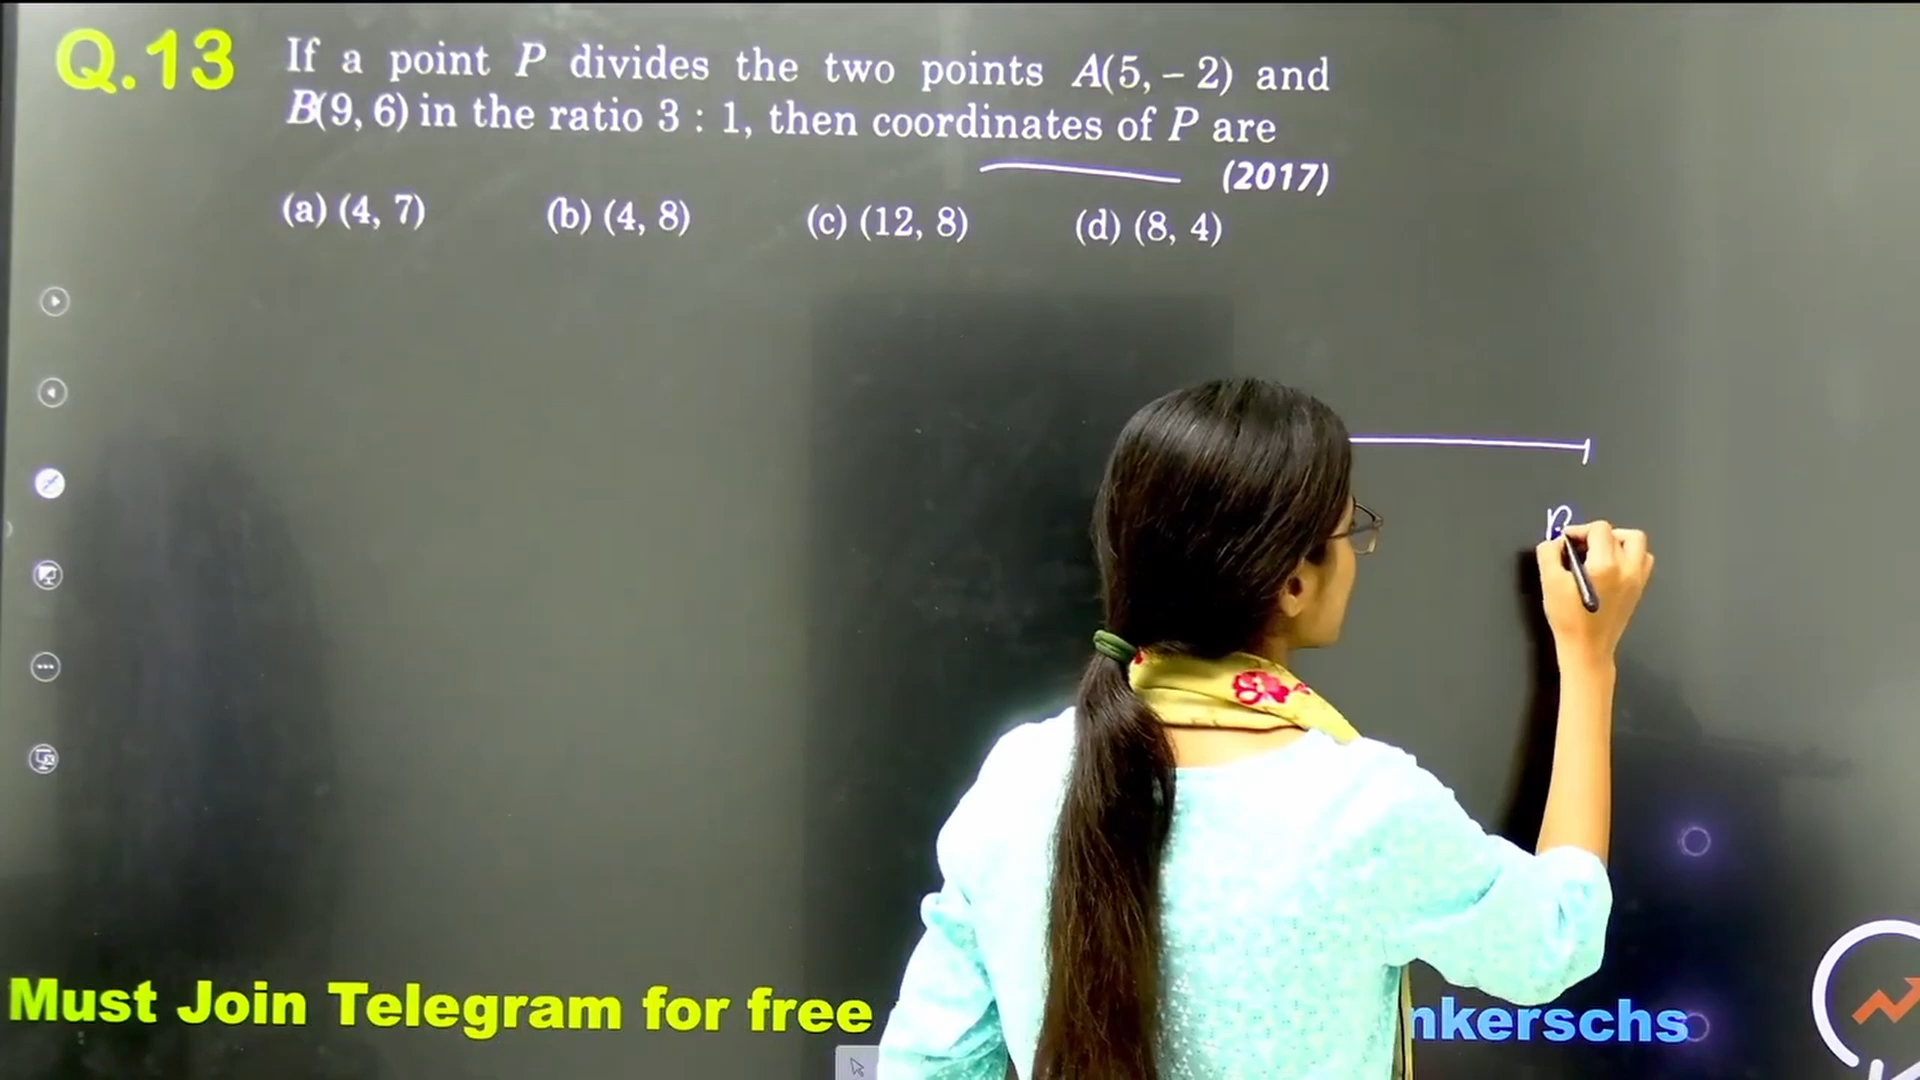 Q.13 If a point P divides the two points A(5, – 2) and
B(9, 6) in the ratio 3 : 1, then coordinates of P are
(2017)
(a) (4, 7) (b) (4, 8) (c) (12, 8) (d) (8, 4)
Must Join Telegram for free